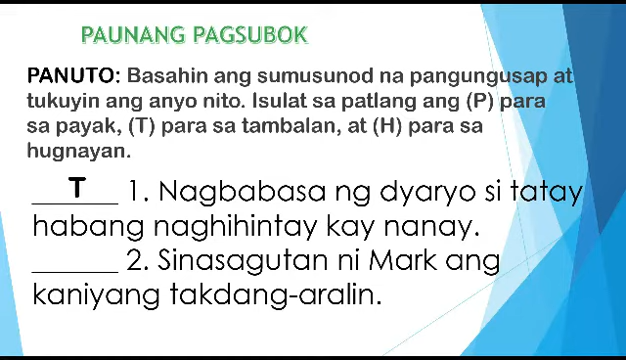 PAUNANG PAGSUBOK
PANUTO: Basahin ang sumusunod na pangungusap at
tukuyin ang anyo nito. Isulat sa patlang ang (P) para
sa payak, (T) para sa tambalan, at (H) para sa
hugnayan.
___T___ 1. Nagbabasa ng dyaryo si tatay
habang naghihintay kay nanay.
______ 2. Sinasagutan ni Mark ang
kaniyang takdang-aralin.